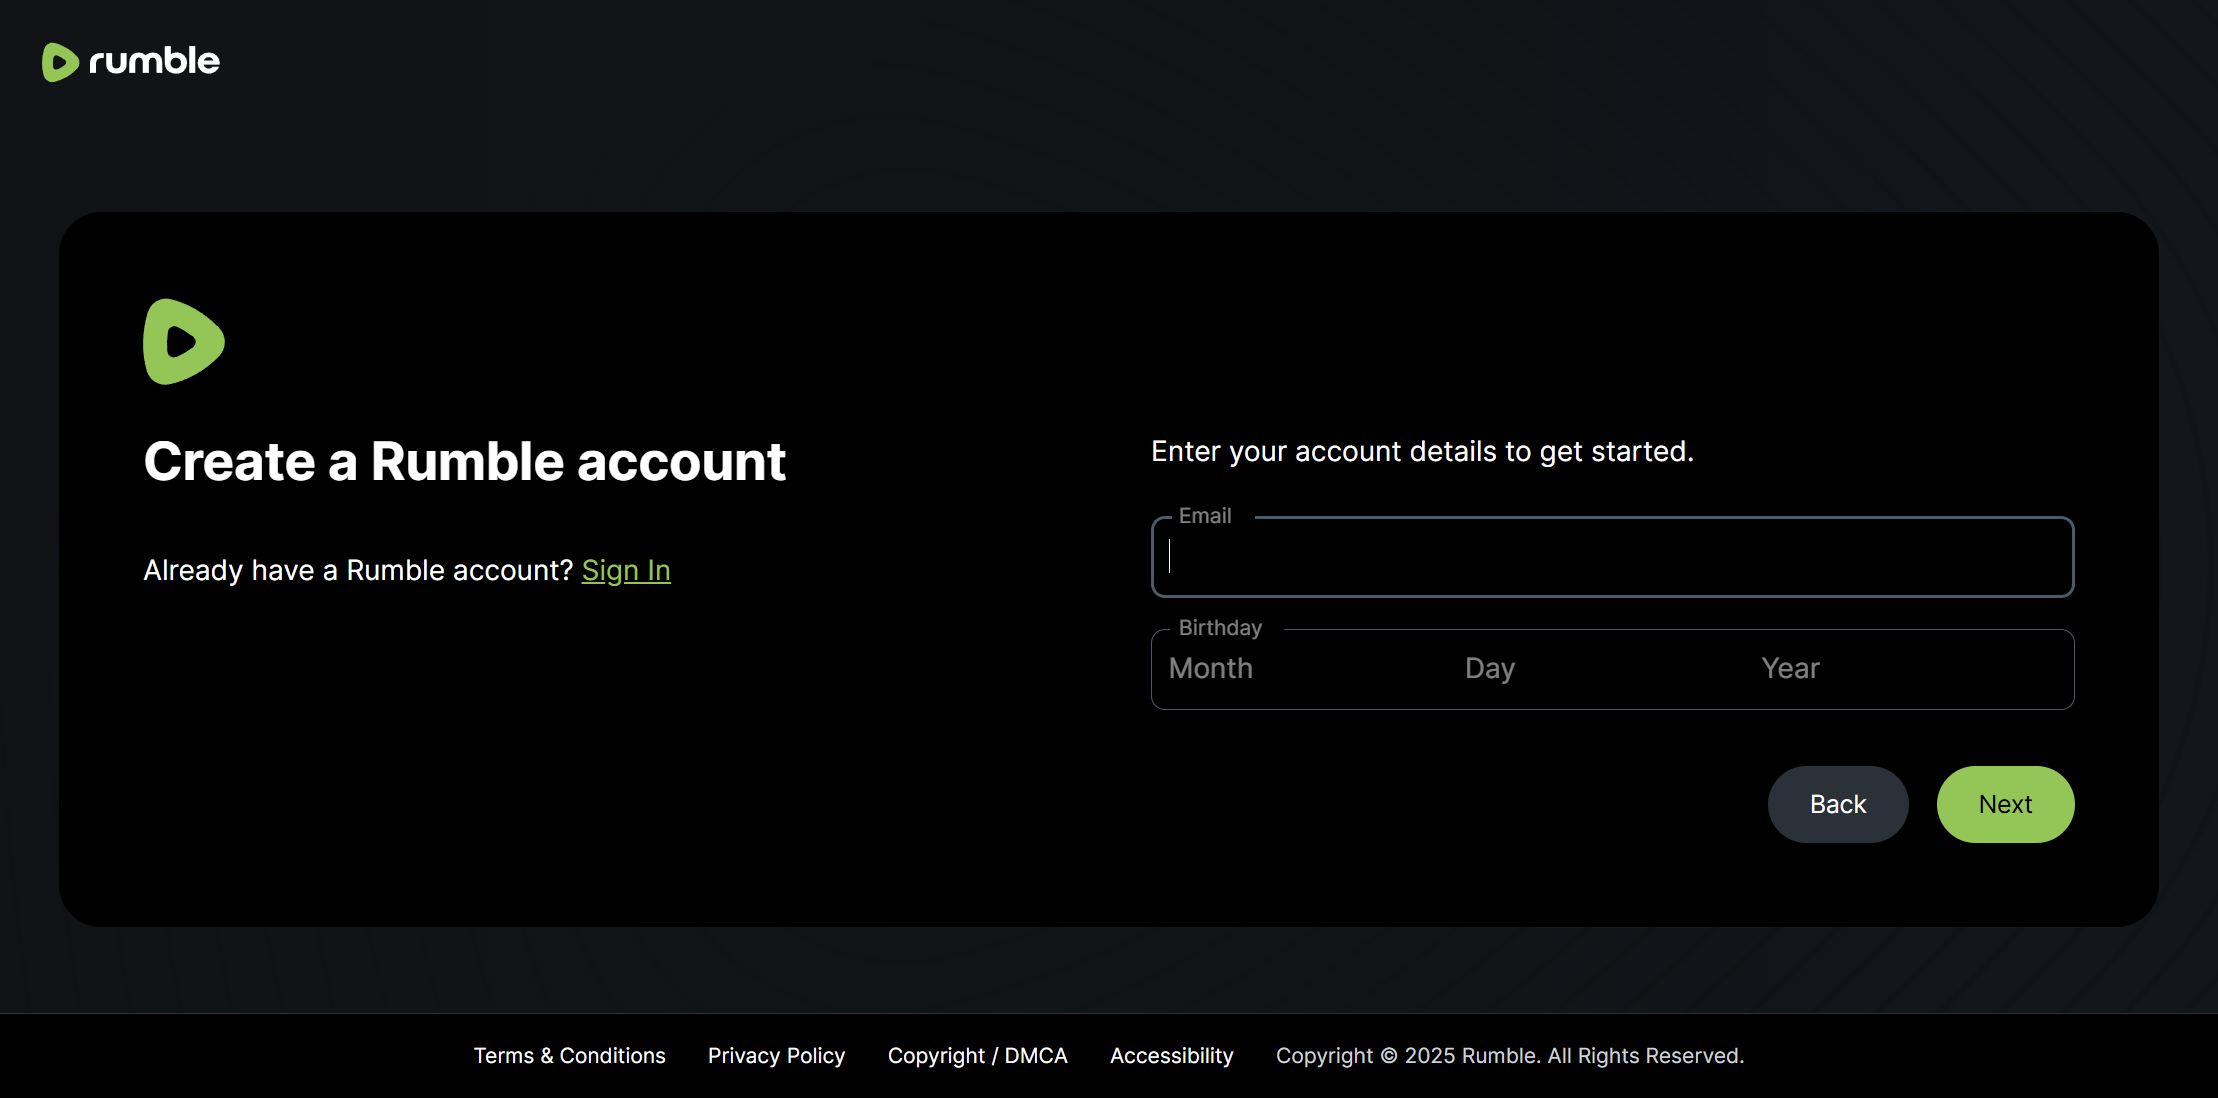 rumble
Create a Rumble account
Already have a Rumble account? Sign In
Enter your account details to get started.
Email
Birthday
Month Day Year
Back Next
Terms & Conditions Privacy Policy Copyright / DMCA Accessibility Copyright © 2025 Rumble. All Rights Reserved.